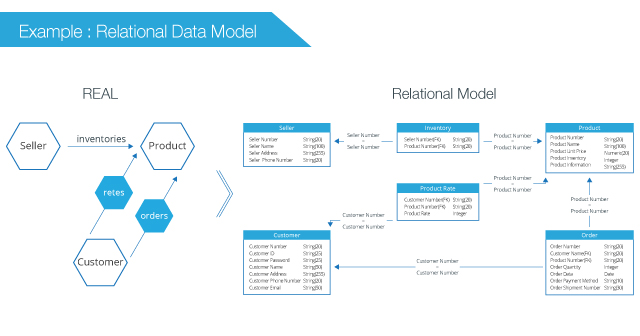 Example : Relational Data Model
REAL
Relational Model
Seller
inventories
Product
retes
orders
Customer
Seller
Seller Number String(20)
Seller Name String(100)
Seller Address String(255)
Seller Phone Number String(20)
Seller Number
=
Seller Number
Inventory
Seller Number(FK) String(20)
Product Number(FK) String(20)
Product Number
=
Product Number
Product
Product Number String(20)
Product Name String(100)
Product Unit Price Numeric(20)
Product Inventory Integer
Product Information String(255)
Product Rate
Customer Number(FK) String(20)
Product Number(FK) String(20)
Product Rate Integer
Product Number
=
Product Number
Customer Number
=
Customer Number
Product Number
=
Product Number
Customer
Customer Number String(20)
Customer ID String(25)
Customer Password String(25)
Customer Name String(50)
Customer Address String(255)
Customer Phone Number String(20)
Customer Email String(50)
Customer Number
=
Customer Number
Order
Order Number String(20)
Customer Name(FK) String(20)
Product Number(FK) String(20)
Order Quantity Integer
Order Data Date
Order Payment Method String(10)
Order Shipment Number String(30)